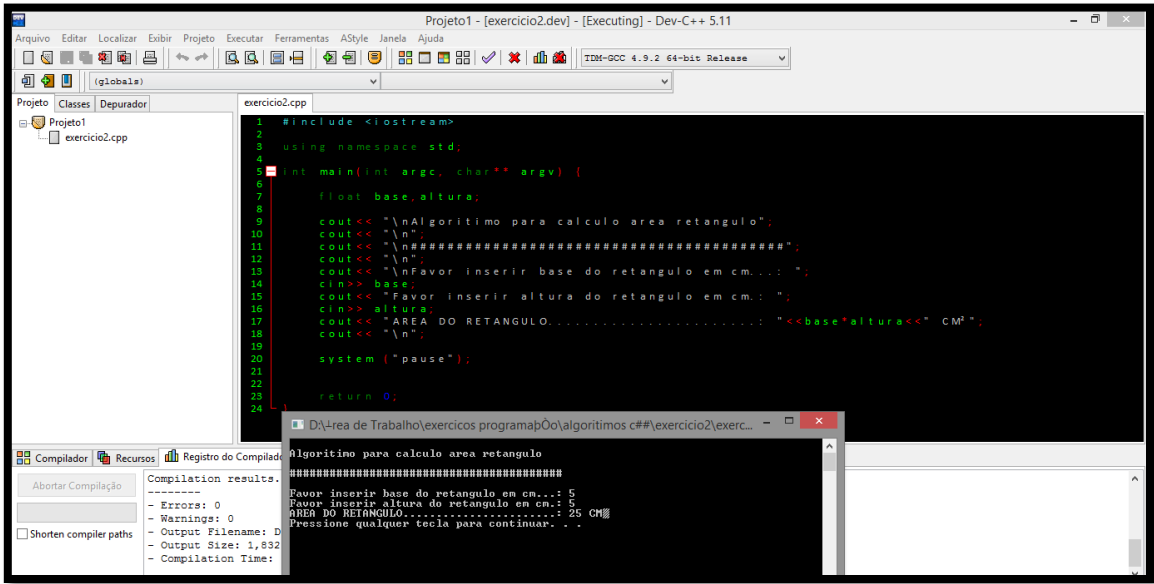 Projeto1 - [exercicio2.dev] - [Executing] - Dev-C++ 5.11
Arquivo Editar Localizar Exibir Projeto Executar Ferramentas AStyle Janela Ajuda
TDM-GCC 4.9.2 64-bit Release
(globals)
Projeto Classes Depurador
exercicio2.cpp
Projeto1
exercicio2.cpp
1 #include <iostream>
2
3 using namespace std;
4
5 int main(int argc, char** argv) {
6
7 float base,altura;
8
9 cout<< "\nAlgoritimo para calculo area retangulo";
10 cout<< "\n";
11 cout<< "\n#########################################";
12 cout<< "\n";
13 cout<< "\nFavor inserir base do retangulo em cm...: ";
14 cin>> base;
15 cout<< "Favor inserir altura do retangulo em cm.: ";
16 cin>> altura;
17 cout<< "AREA DO RETANGULO.......................: "<<base*altura<<" CM²";
18 cout<< "\n";
19
20 system ("pause");
21
22
23 return 0;
24 }
D:\┴rea de Trabalho\exercicos programaþÒo\algoritimos c##\exercicio2\exerc...
Algoritimo para calculo area retangulo
#########################################
Favor inserir base do retangulo em cm...: 5
Favor inserir altura do retangulo em cm.: 5
AREA DO RETANGULO.......................: 25 CM▓
Pressione qualquer tecla para continuar. . .
Compilador Recursos Registro do Compilado
Abortar Compilação
Shorten compiler paths
Compilation results.
--------
- Errors: 0
- Warnings: 0
- Output Filename: D
- Output Size: 1,832
- Compilation Time: